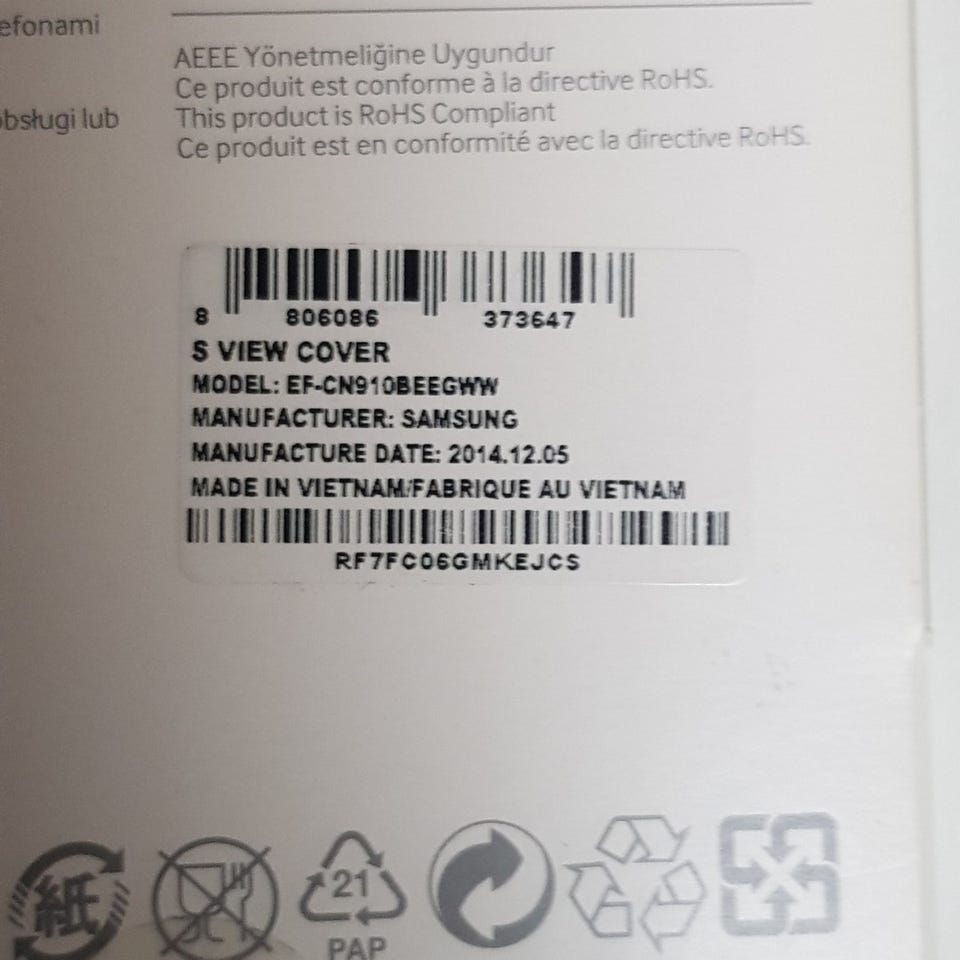 efonami
obsługi lub
AEEE Yönetmeliğine Uygundur
Ce produit est conforme à la directive RoHS.
This product is RoHS Compliant
Ce produit est en conformité avec la directive RoHS.
8 806086 373647
S VIEW COVER
MODEL: EF-CN910BEEGWW
MANUFACTURER: SAMSUNG
MANUFACTURE DATE: 2014.12.05
MADE IN VIETNAM/FABRIQUE AU VIETNAM
RF7FC06GMKEJCS
紙
21
PAP